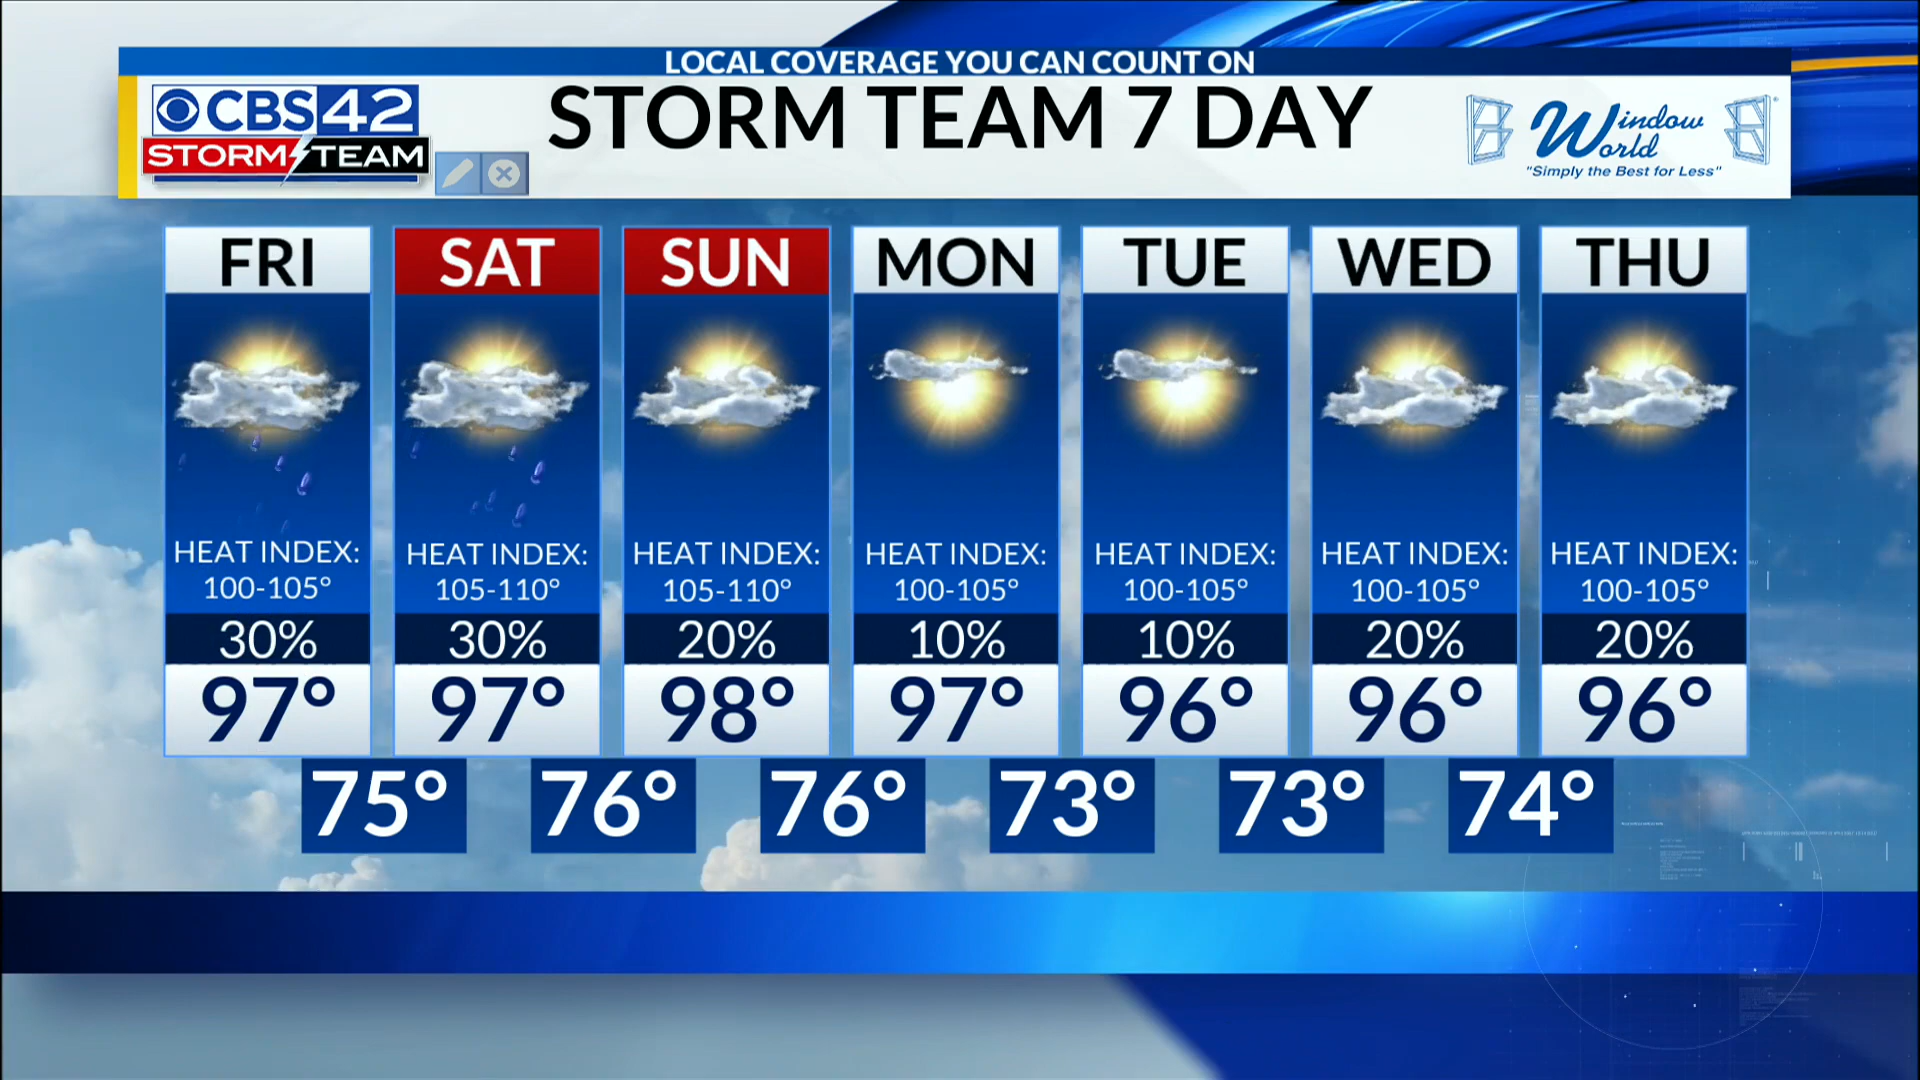 LOCAL COVERAGE YOU CAN COUNT ON
CBS 42
STORM TEAM
STORM TEAM 7 DAY
Window World
"Simply the Best for Less"
FRI SAT SUN MON TUE WED THU
HEAT INDEX: HEAT INDEX: HEAT INDEX: HEAT INDEX: HEAT INDEX: HEAT INDEX: HEAT INDEX:
100-105° 105-110° 105-110° 100-105° 100-105° 100-105° 100-105°
30% 30% 20% 10% 10% 20% 20%
97° 97° 98° 97° 96° 96° 96°
75° 76° 76° 73° 73° 74°